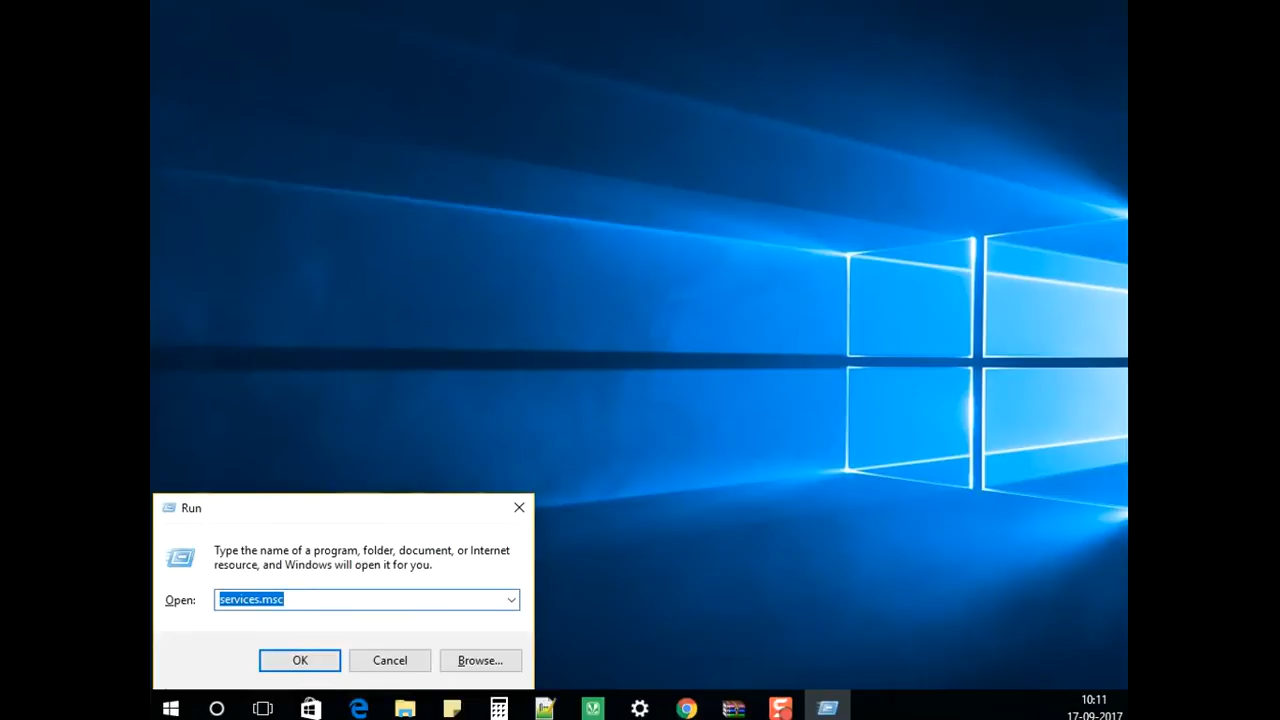 Run
Type the name of a program, folder, document, or Internet
resource, and Windows will open it for you.
Open: services.msc
OK Cancel Browse...
10:11
17-09-2017